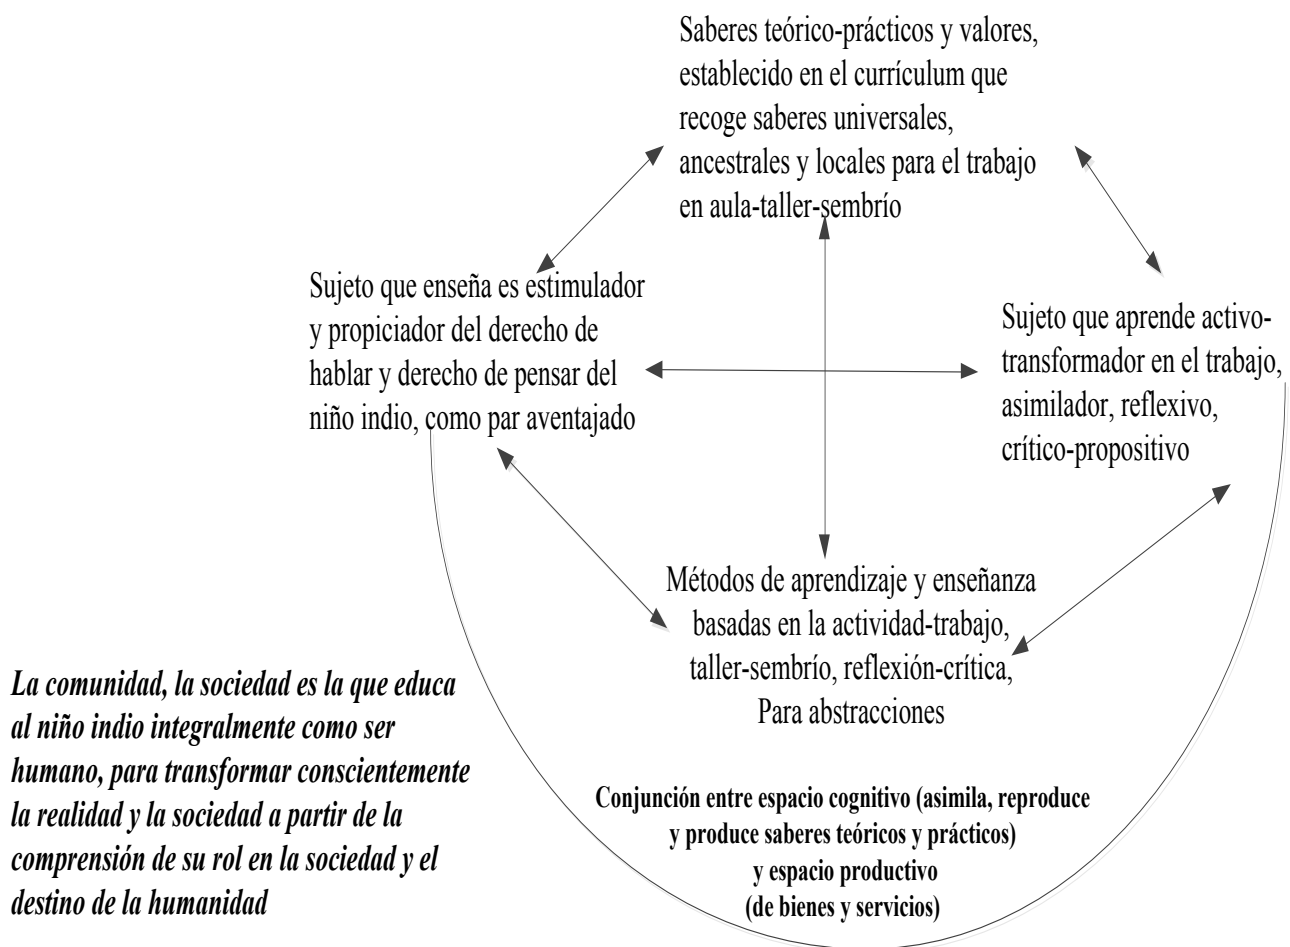 Saberes teórico-prácticos y valores,
establecido en el currículum que
recoge saberes universales,
ancestrales y locales para el trabajo
en aula-taller-sembrío
Sujeto que enseña es estimulador
y propiciador del derecho de
hablar y derecho de pensar del
niño indio, como par aventajado
Sujeto que aprende activo-
transformador en el trabajo,
asimilador, reflexivo,
crítico-propositivo
Métodos de aprendizaje y enseñanza
basadas en la actividad-trabajo,
taller-sembrío, reflexión-crítica,
Para abstracciones
La comunidad, la sociedad es la que educa
al niño indio integralmente como ser
humano, para transformar conscientemente
la realidad y la sociedad a partir de la
comprensión de su rol en la sociedad y el
destino de la humanidad
Conjunción entre espacio cognitivo (asimila, reproduce
y produce saberes teóricos y prácticos)
y espacio productivo
(de bienes y servicios)